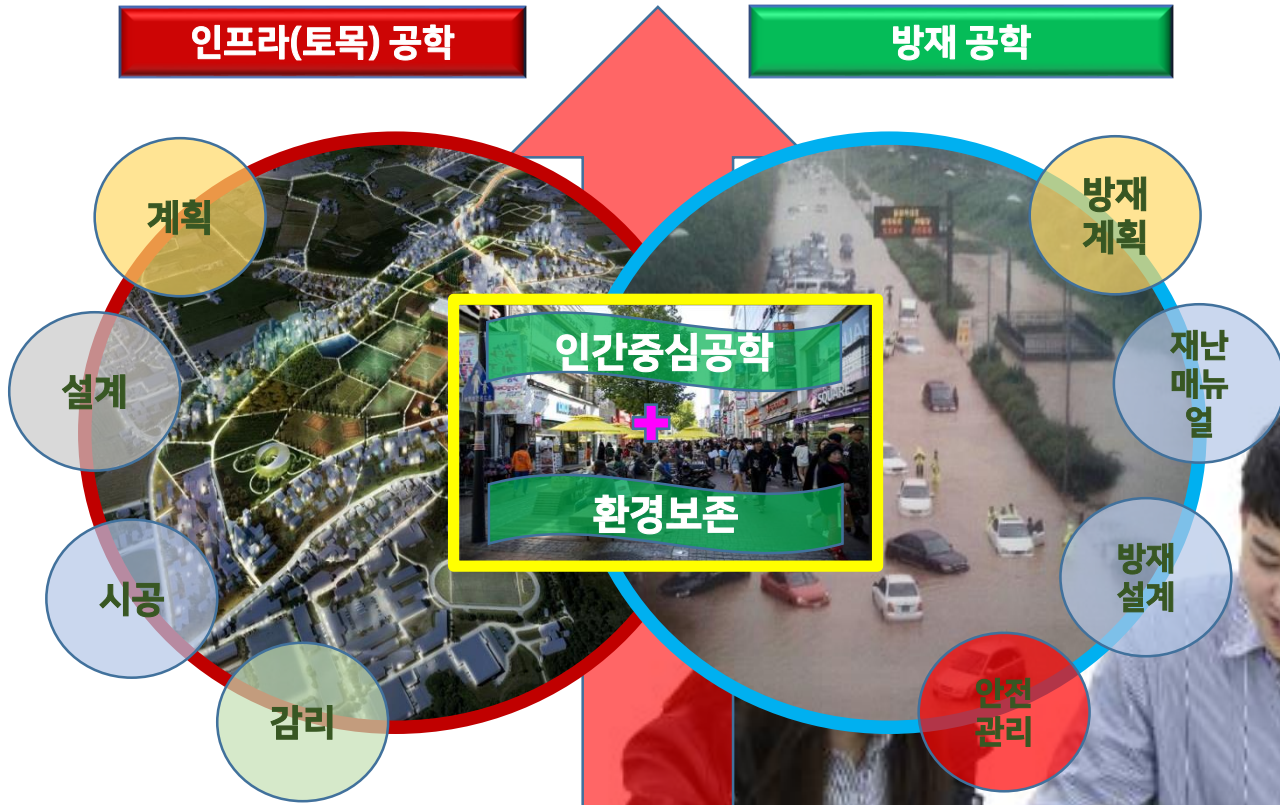 인프라(토목) 공학
방재 공학
계획
설계
시공
감리
인간중심공학
환경보존
방재
계획
재난
매뉴
얼
방재
설계
안전
관리